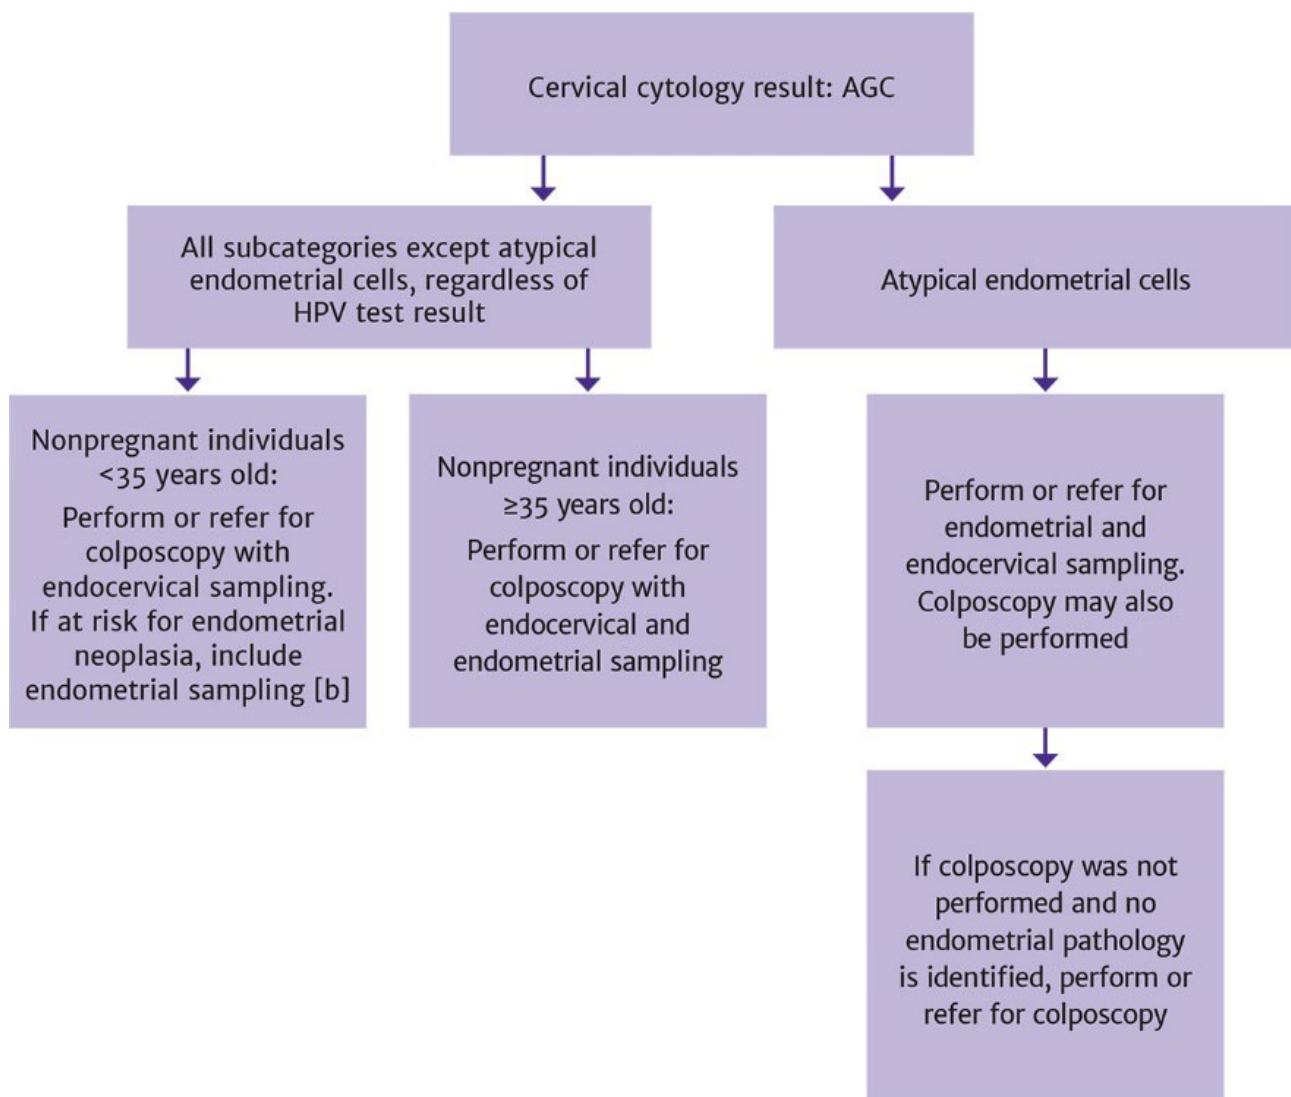 Cervical cytology result: AGC
All subcategories except atypical
endometrial cells, regardless of
HPV test result
Atypical endometrial cells
Nonpregnant individuals
<35 years old:
Perform or refer for
colposcopy with
endocervical sampling.
If at risk for endometrial
neoplasia, include
endometrial sampling [b]
Nonpregnant individuals
≥35 years old:
Perform or refer for
colposcopy with
endocervical and
endometrial sampling
Perform or refer for
endometrial and
endocervical sampling.
Colposcopy may also
be performed
If colposcopy was not
performed and no
endometrial pathology
is identified, perform or
refer for colposcopy